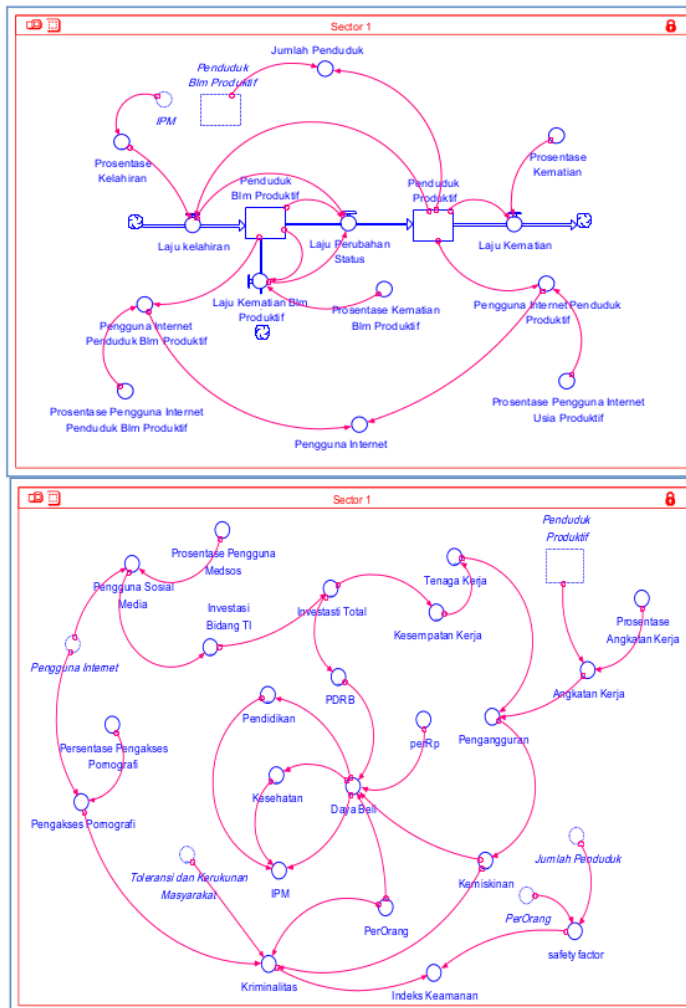 Sector 1
Jumlah Penduduk
Penduduk
Blm Produktif
IPM
Prosentase
Kelahiran
Prosentase
Kematian
Penduduk
Blm Produktif
Penduduk
Produktif
Laju kelahiran
Laju Perubahan
Status
Laju Kematian
Laju Kematian Blm
Produktif
Prosentase Kematian
Blm Produktif
Pengguna Internet
Penduduk Blm Produktif
Pengguna Internet Penduduk
Produktif
Prosentase Pengguna Internet
Penduduk Blm Produktif
Prosentase Pengguna Internet
Usia Produktif
Pengguna Internet
Sector 1
Penduduk
Produktif
Prosentase Pengguna
Medsos
Pengguna Sosial
Media
Tenaga Kerja
Investasi
Bidang TI
Investasti Total
Kesempatan Kerja
Prosentase
Angkatan Kerja
Pengguna Internet
Angkatan Kerja
PDRB
Pendidikan
Persentase Pengakses
Pornografi
perRp
Pengangguran
Kesehatan
Daya Beli
Pengakses Pornografi
Toleransi dan Kerukunan
Masyarakat
IPM
Kemiskinan
Jumlah Penduduk
PerOrang
PerOrang
safety factor
Kriminalitas
Indeks Keamanan